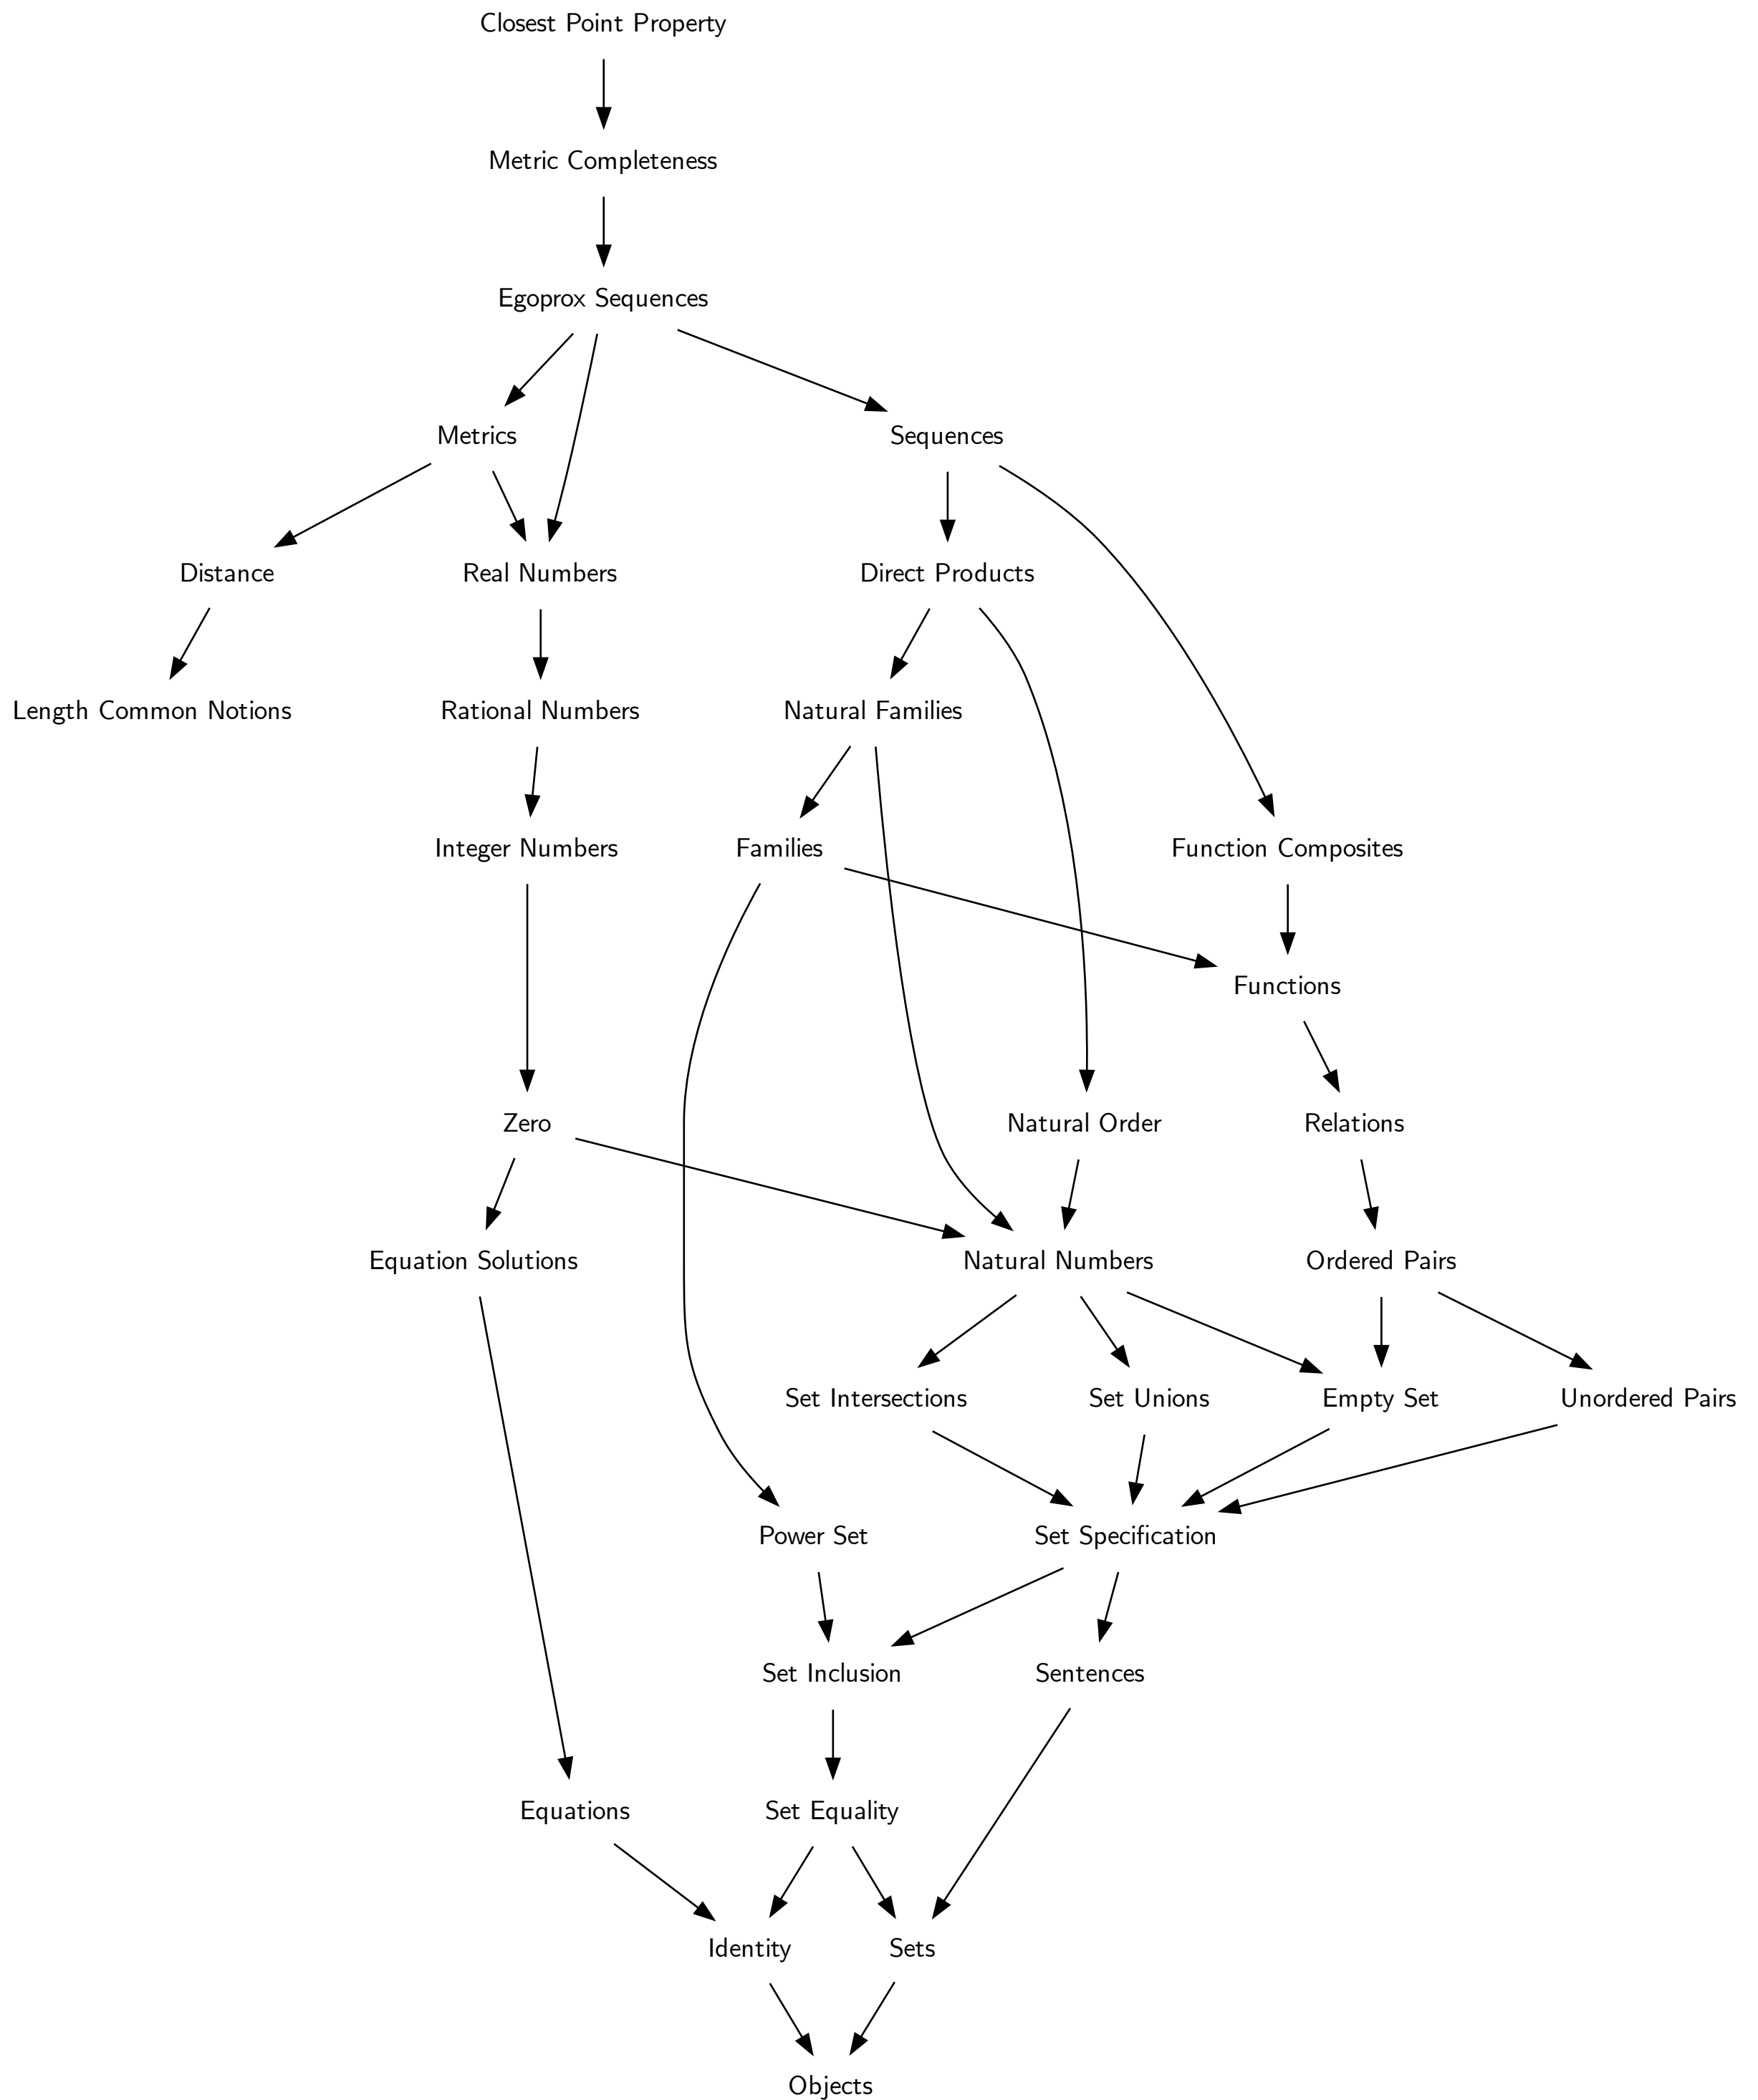 Closest Point Property
Metric Completeness
Egoprox Sequences
Metrics
Sequences
Distance
Real Numbers
Direct Products
Length Common Notions
Rational Numbers
Natural Families
Integer Numbers
Families
Function Composites
Functions
Zero
Natural Order
Relations
Equation Solutions
Natural Numbers
Ordered Pairs
Set Intersections
Set Unions
Empty Set
Unordered Pairs
Power Set
Set Specification
Set Inclusion
Sentences
Equations
Set Equality
Identity
Sets
Objects